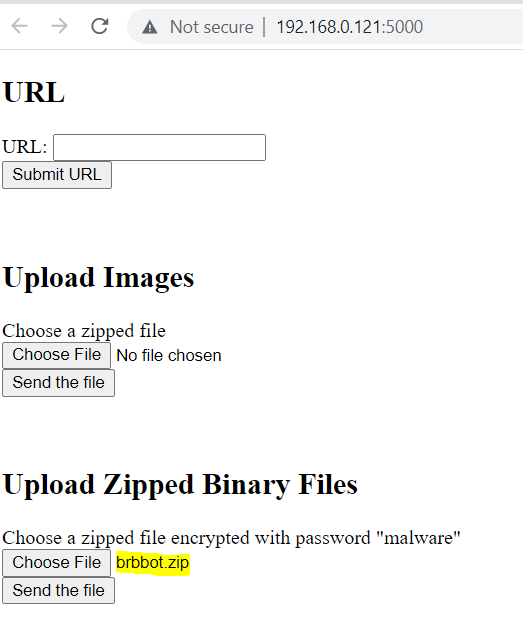 Not secure | 192.168.0.121:5000
URL
URL:
Submit URL
Upload Images
Choose a zipped file
Choose File No file chosen
Send the file
Upload Zipped Binary Files
Choose a zipped file encrypted with password "malware"
Choose File brbbot.zip
Send the file